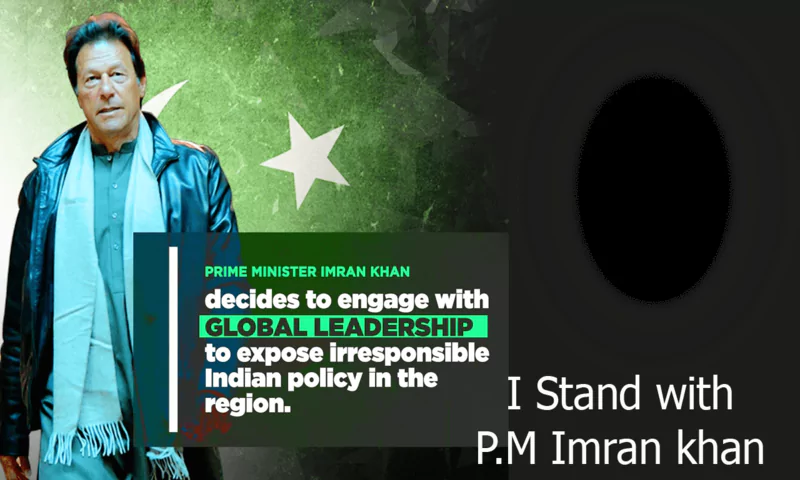 PRIME MINISTER IMRAN KHAN
decides to engage with
GLOBAL LEADERSHIP
to expose irresponsible
Indian policy in the
region.
I Stand with
P.M Imran khan